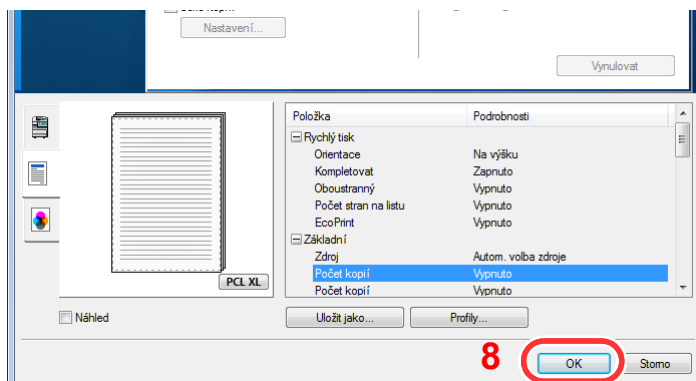 Nastavení...
Vynulovat
Položka Podrobnosti
Rychlý tisk
Orientace Na výšku
Kompletovat Zapnuto
Oboustranný Vypnuto
Počet stran na listu Vypnuto
EcoPrint Vypnuto
Základní
Zdroj Autom. volba zdroje
Počet kopií Vypnuto
Počet kopií Vypnuto
PCL XL
Náhled
Uložit jako... Profily...
8
OK Storno